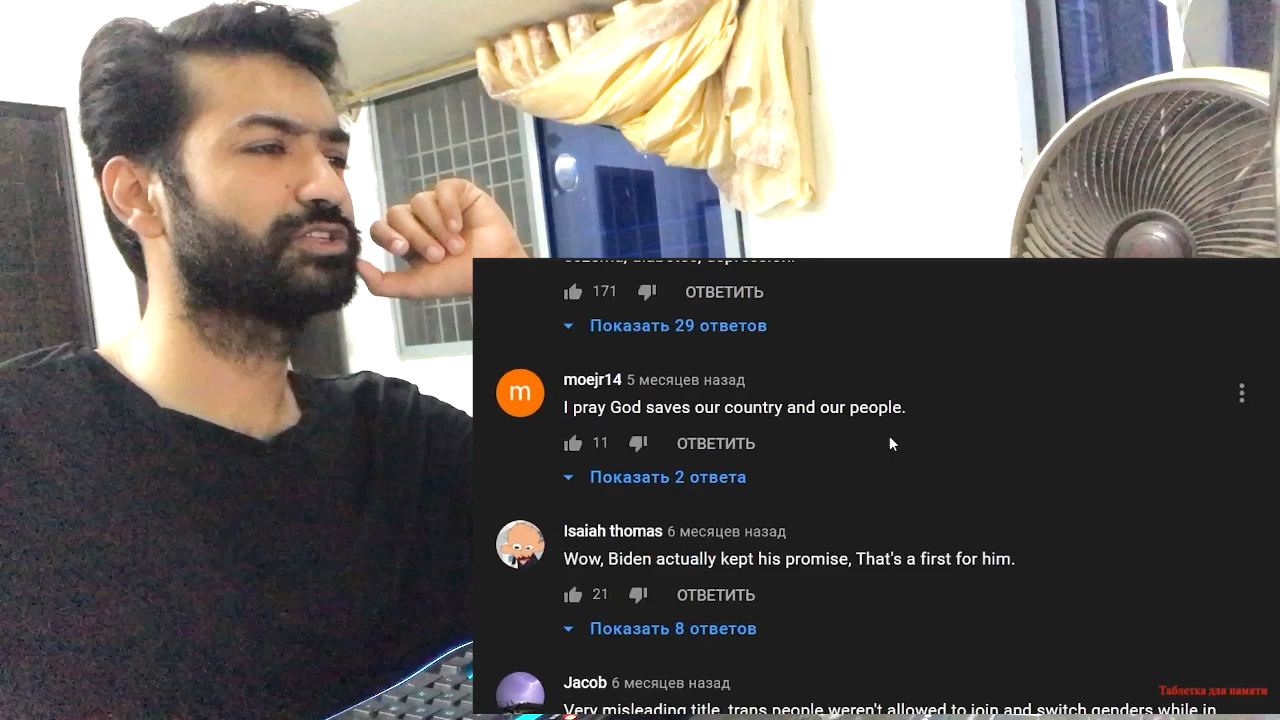 eczema, diabetes, depression.
171 ОТВЕТИТЬ
Показать 29 ответов
m
moejr14 5 месяцев назад
I pray God saves our country and our people.
11 ОТВЕТИТЬ
Показать 2 ответа
Isaiah thomas 6 месяцев назад
Wow, Biden actually kept his promise, That's a first for him.
21 ОТВЕТИТЬ
Показать 8 ответов
Jacob 6 месяцев назад
Very misleading title, trans people weren't allowed to join and switch genders while in
Таблетка для памяти